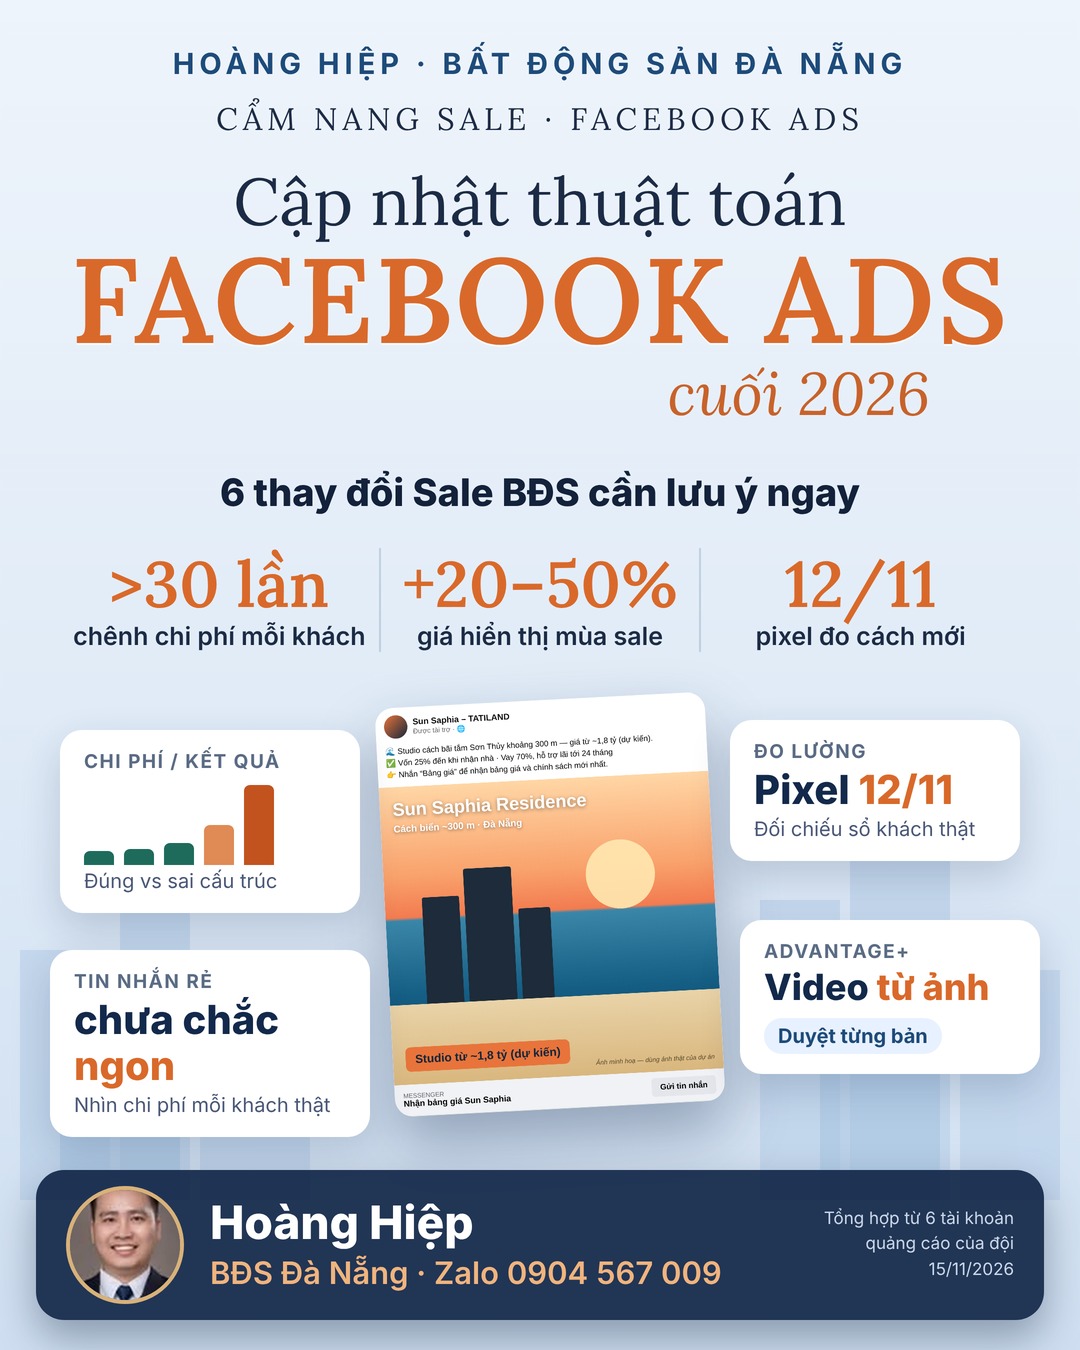 HOÀNG HIỆP · BẤT ĐỘNG SẢN ĐÀ NẴNG
CẨM NANG SALE · FACEBOOK ADS
Cập nhật thuật toán
FACEBOOK ADS
cuối 2026
6 thay đổi Sale BĐS cần lưu ý ngay
>30 lần
chênh chi phí mỗi khách
+20–50%
giá hiển thị mùa sale
12/11
pixel đo cách mới
CHI PHÍ / KẾT QUẢ
Đúng vs sai cấu trúc
TIN NHẮN RẺ
chưa chắc
ngon
Nhìn chi phí mỗi khách thật
Sun Saphia – TATILAND
Được tài trợ ·
Studio cách bãi tắm Sơn Thủy khoảng 300 m — giá từ ~1,8 tỷ (dự kiến).
Vốn 25% đến khi nhận nhà · Vay 70%, hỗ trợ lãi tới 24 tháng
Nhắn "Bảng giá" để nhận bảng giá và chính sách mới nhất.
Sun Saphia Residence
Cách biển ~300 m · Đà Nẵng
Studio từ ~1,8 tỷ (dự kiến)
Ảnh minh hoạ — dùng ảnh thật của dự án
MESSENGER
Nhận bảng giá Sun Saphia
Gửi tin nhắn
ĐO LƯỜNG
Pixel 12/11
Đối chiếu sổ khách thật
ADVANTAGE+
Video từ ảnh
Duyệt từng bản
Hoàng Hiệp
BĐS Đà Nẵng · Zalo 0904 567 009
Tổng hợp từ 6 tài khoản
quảng cáo của đội
15/11/2026